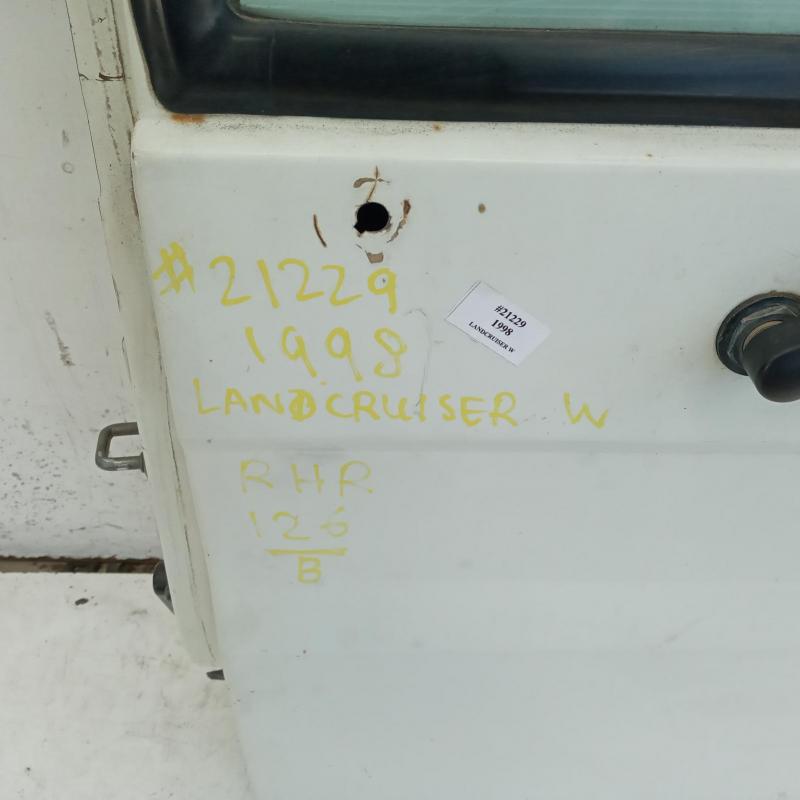 #21229
1998
LANDCRUISER W
RHR
126
B
#21229
1998
LANDCRUISER W